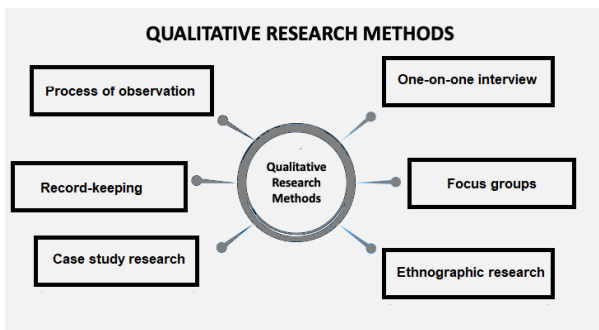 QUALITATIVE RESEARCH METHODS
Process of observation
One-on-one interview
Record-keeping
Qualitative
Research
Methods
Focus groups
Case study research
Ethnographic research